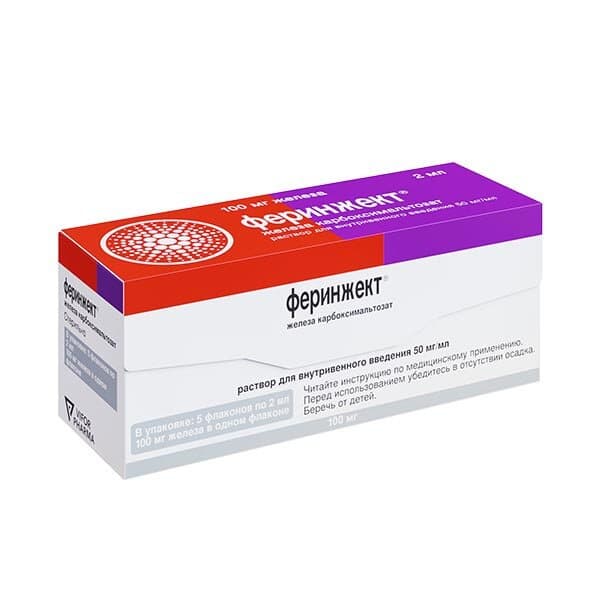 100 мг железа
2 мл
феринжект®
железа карбоксимальтозат
раствор для внутривенного введения 50 мг/мл
феринжект®
железа карбоксимальтозат
раствор для внутривенного введения 50 мг/мл
В упаковке: 5 флаконов по 2 мл
100 мг железа в одном флаконе
Читайте инструкцию по медицинскому применению.
Перед использованием убедитесь в отсутствии осадка.
Беречь от детей.
100 мг
феринжект®
железа карбоксимальтозат
Стерильно
VIFOR
PHARMA